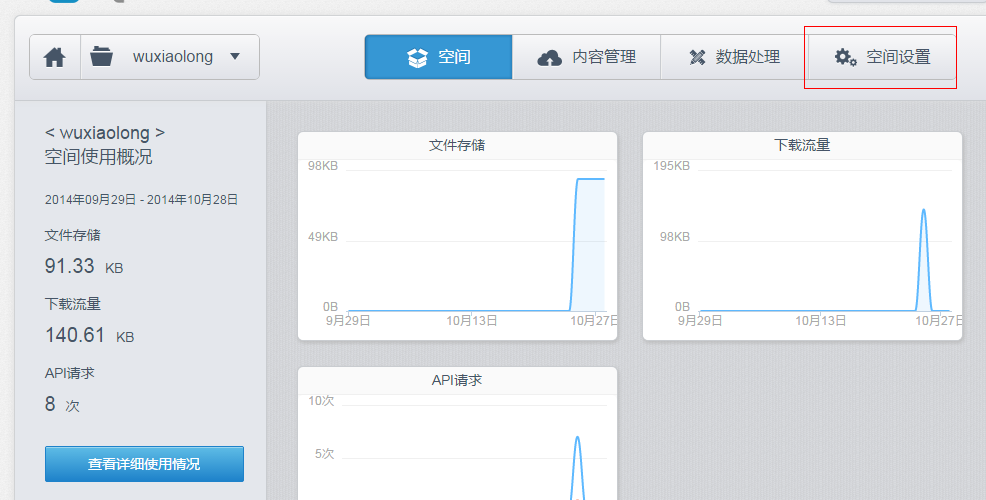 wuxiaolong
空间
内容管理
数据处理
空间设置
< wuxiaolong >
空间使用概况
2014年09月29日 - 2014年10月28日
文件存储
91.33 KB
下载流量
140.61 KB
API请求
8 次
查看详细使用情况
文件存储
98KB
49KB
0B
9月29日 10月13日 10月27日
下载流量
195KB
98KB
0B
9月29日 10月13日 10月27日
API请求
10次
5次